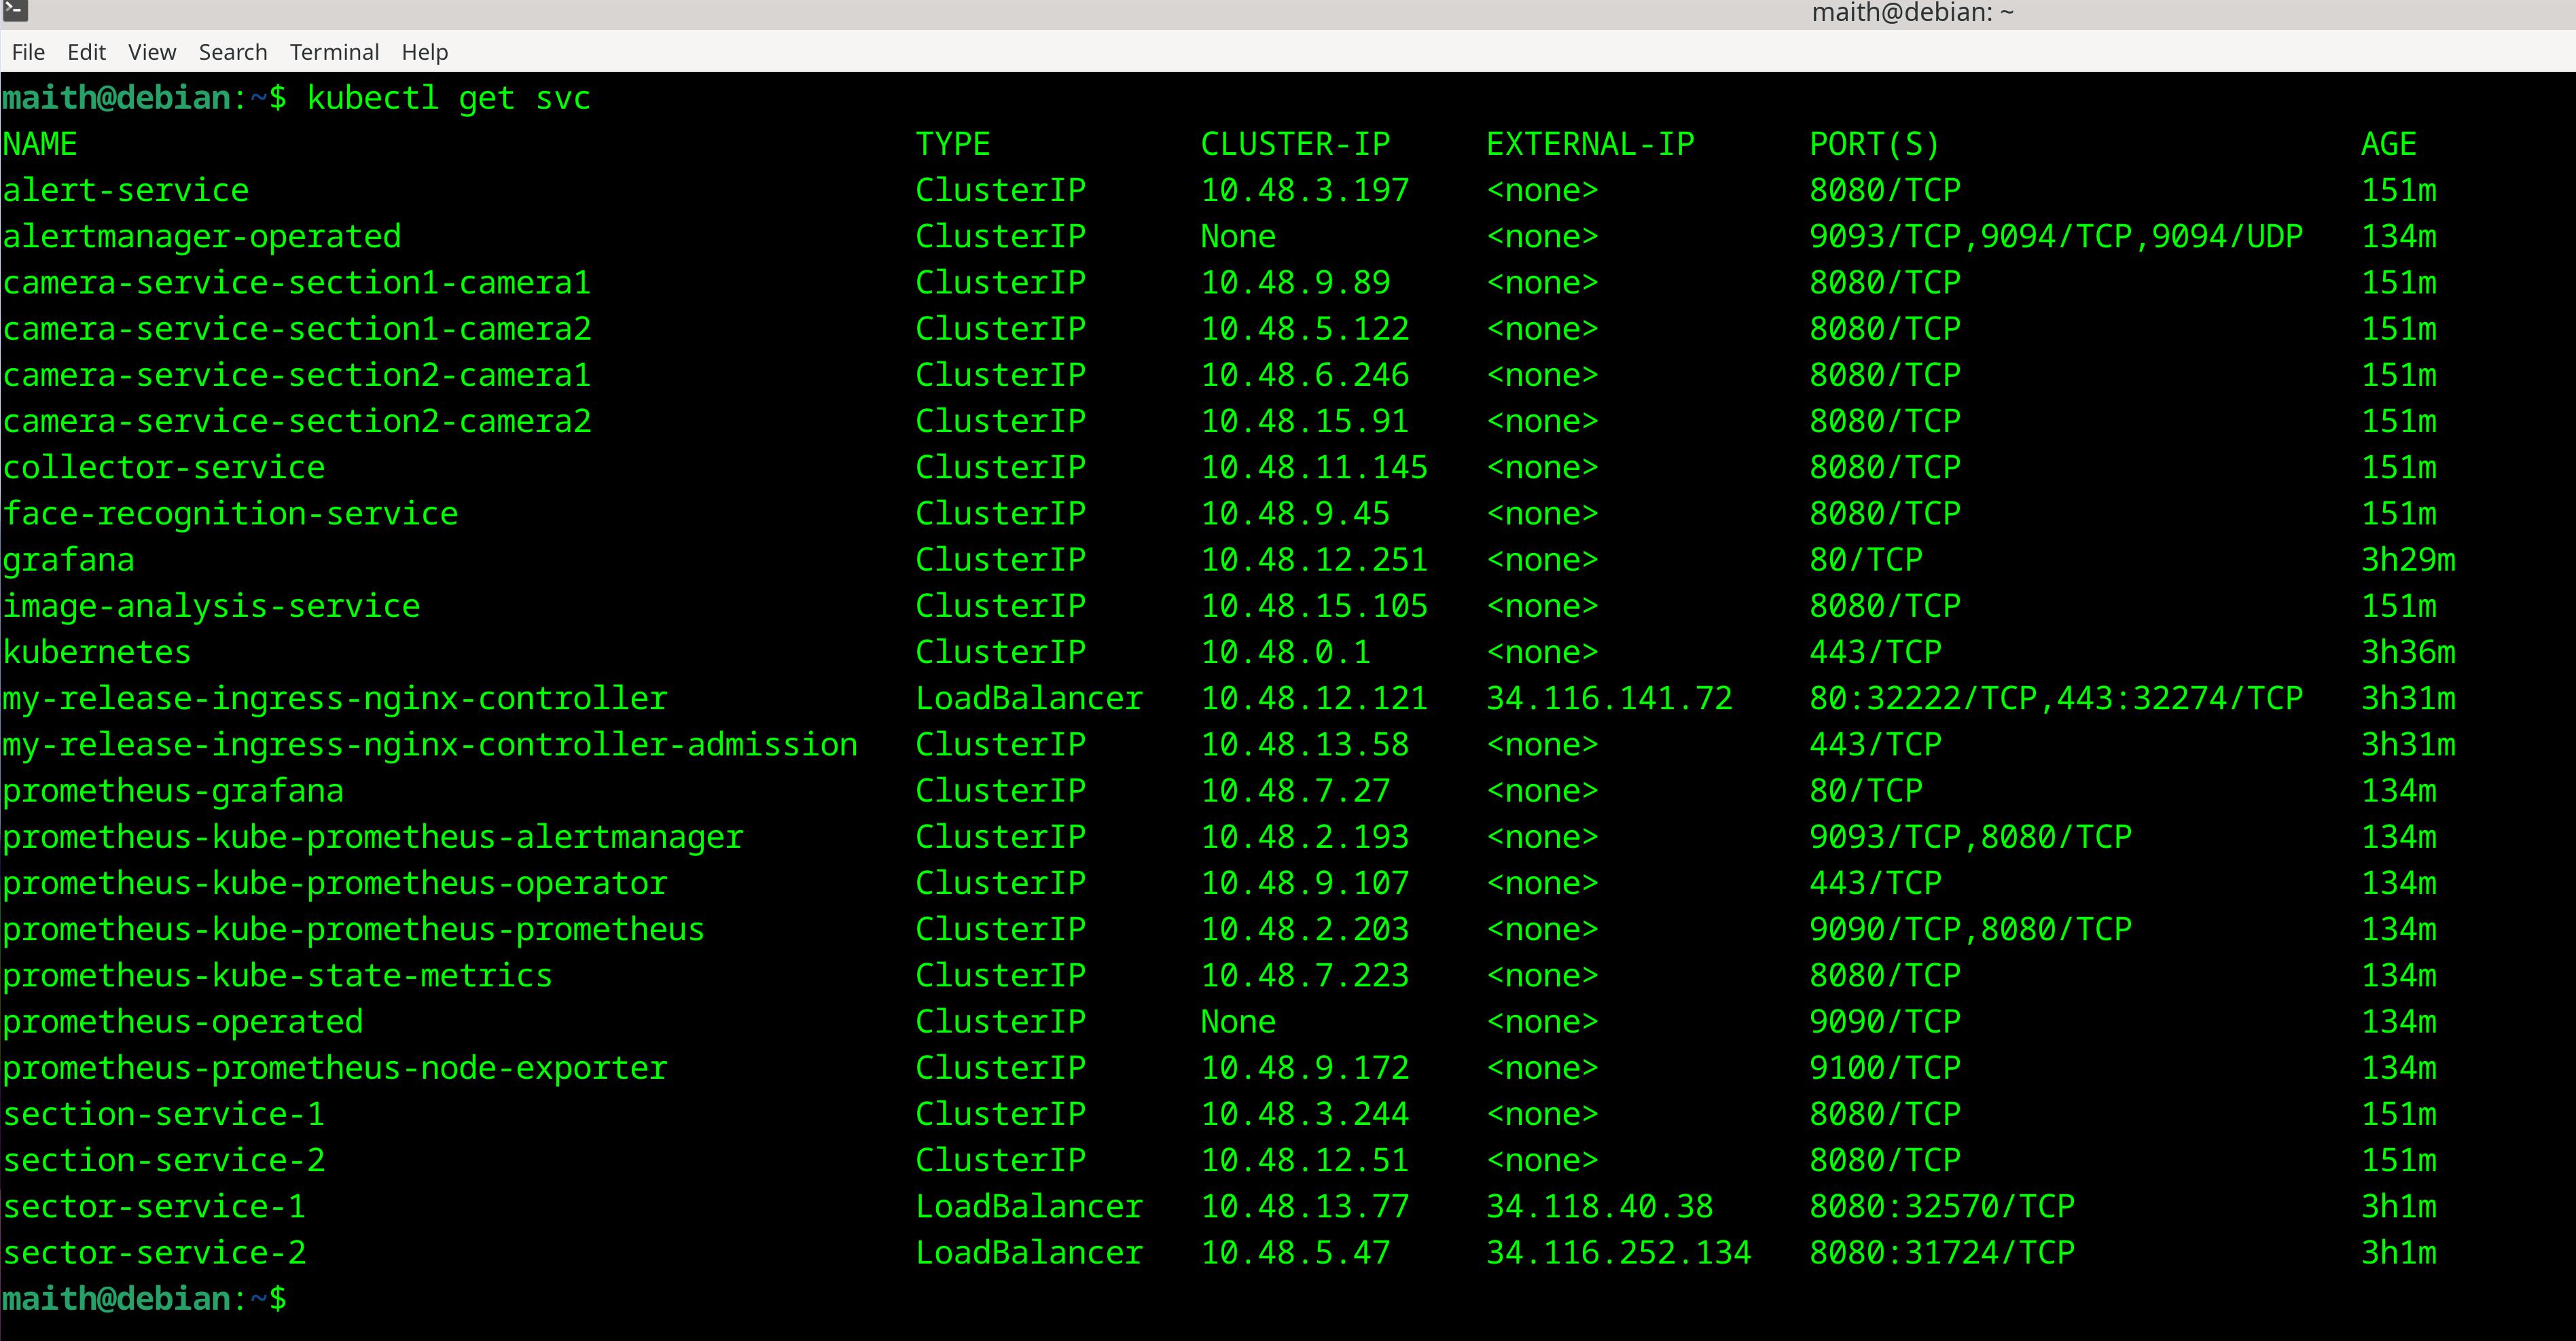 maith@debian: ~
File Edit View Search Terminal Help
maith@debian:~$ kubectl get svc
NAME TYPE CLUSTER-IP EXTERNAL-IP PORT(S) AGE
alert-service ClusterIP 10.48.3.197 <none> 8080/TCP 151m
alertmanager-operated ClusterIP None <none> 9093/TCP,9094/TCP,9094/UDP 134m
camera-service-section1-camera1 ClusterIP 10.48.9.89 <none> 8080/TCP 151m
camera-service-section1-camera2 ClusterIP 10.48.5.122 <none> 8080/TCP 151m
camera-service-section2-camera1 ClusterIP 10.48.6.246 <none> 8080/TCP 151m
camera-service-section2-camera2 ClusterIP 10.48.15.91 <none> 8080/TCP 151m
collector-service ClusterIP 10.48.11.145 <none> 8080/TCP 151m
face-recognition-service ClusterIP 10.48.9.45 <none> 8080/TCP 151m
grafana ClusterIP 10.48.12.251 <none> 80/TCP 3h29m
image-analysis-service ClusterIP 10.48.15.105 <none> 8080/TCP 151m
kubernetes ClusterIP 10.48.0.1 <none> 443/TCP 3h36m
my-release-ingress-nginx-controller LoadBalancer 10.48.12.121 34.116.141.72 80:32222/TCP,443:32274/TCP 3h31m
my-release-ingress-nginx-controller-admission ClusterIP 10.48.13.58 <none> 443/TCP 3h31m
prometheus-grafana ClusterIP 10.48.7.27 <none> 80/TCP 134m
prometheus-kube-prometheus-alertmanager ClusterIP 10.48.2.193 <none> 9093/TCP,8080/TCP 134m
prometheus-kube-prometheus-operator ClusterIP 10.48.9.107 <none> 443/TCP 134m
prometheus-kube-prometheus-prometheus ClusterIP 10.48.2.203 <none> 9090/TCP,8080/TCP 134m
prometheus-kube-state-metrics ClusterIP 10.48.7.223 <none> 8080/TCP 134m
prometheus-operated ClusterIP None <none> 9090/TCP 134m
prometheus-prometheus-node-exporter ClusterIP 10.48.9.172 <none> 9100/TCP 134m
section-service-1 ClusterIP 10.48.3.244 <none> 8080/TCP 151m
section-service-2 ClusterIP 10.48.12.51 <none> 8080/TCP 151m
sector-service-1 LoadBalancer 10.48.13.77 34.118.40.38 8080:32570/TCP 3h1m
sector-service-2 LoadBalancer 10.48.5.47 34.116.252.134 8080:31724/TCP 3h1m
maith@debian:~$